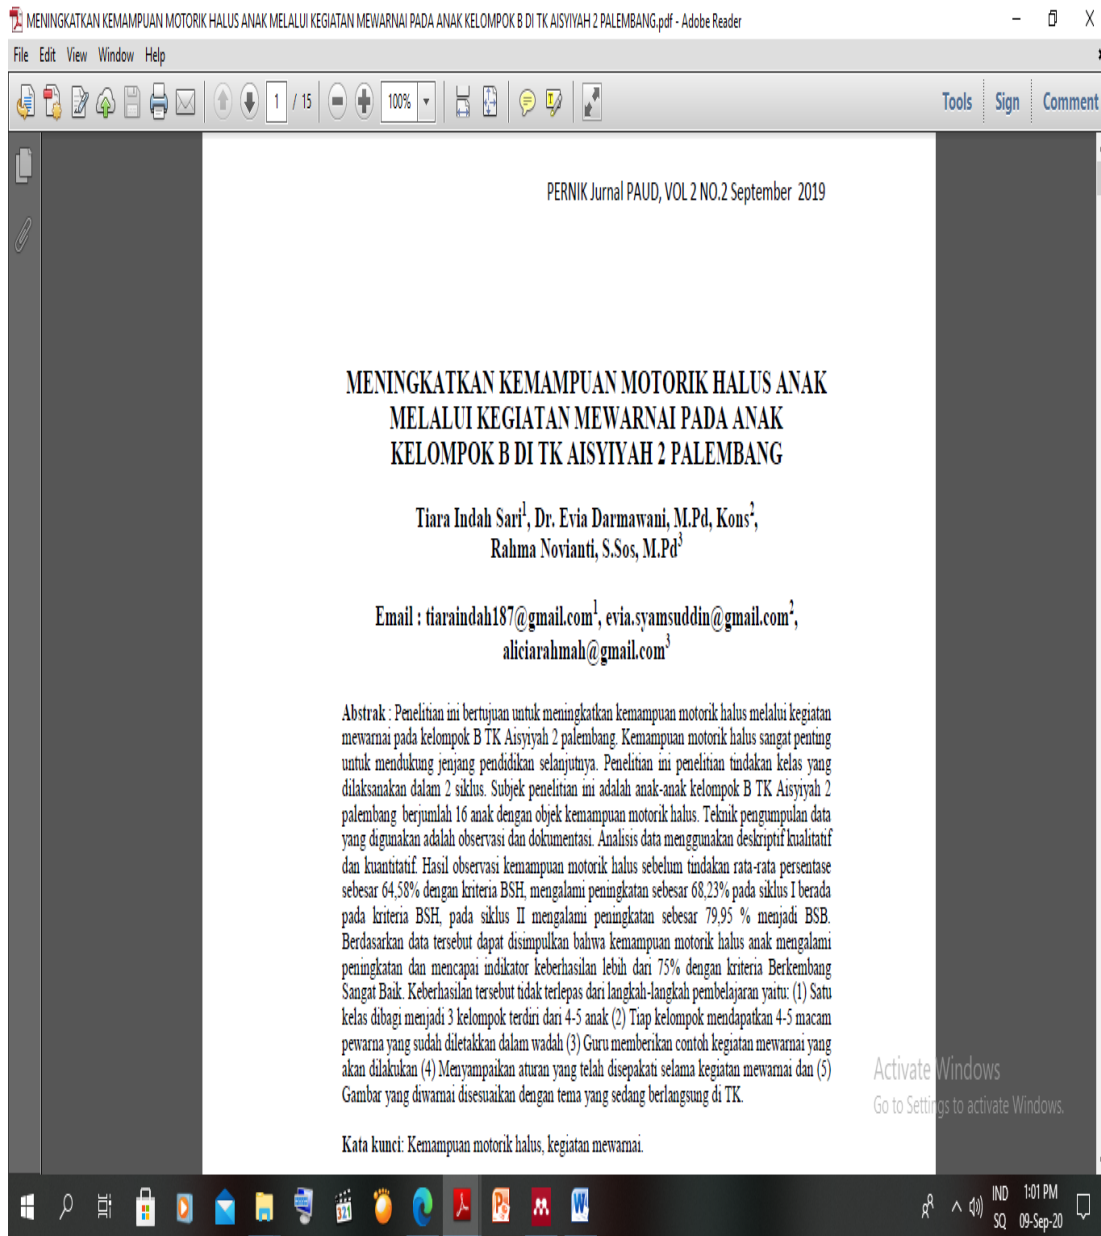 MENINGKATKAN KEMAMPUAN MOTORIK HALUS ANAK MELALUI KEGIATAN MEWARNAI PADA ANAK KELOMPOK B DI TK AISYIYAH 2 PALEMBANG.pdf - Adobe Reader
File Edit View Window Help
1 / 15 100% Tools Sign Comment
PERNIK Jurnal PAUD, VOL 2 NO.2 September 2019
MENINGKATKAN KEMAMPUAN MOTORIK HALUS ANAK
MELALUI KEGIATAN MEWARNAI PADA ANAK
KELOMPOK B DI TK AISYIYAH 2 PALEMBANG
Tiara Indah Sari1, Dr. Evia Darmawani, M.Pd, Kons2,
Rahma Novianti, S.Sos, M.Pd3
Email : tiaraindah187@gmail.com1, evia.syamsuddin@gmail.com2,
aliciarahmah@gmail.com3
Abstrak : Penelitian ini bertujuan untuk meningkatkan kemampuan motorik halus melalui kegiatan
mewarnai pada kelompok B TK Aisyiyah 2 palembang. Kemampuan motorik halus sangat penting
untuk mendukung jenjang pendidikan selanjutnya. Penelitian ini penelitian tindakan kelas yang
dilaksanakan dalam 2 siklus. Subjek penelitian ini adalah anak-anak kelompok B TK Aisyiyah 2
palembang berjumlah 16 anak dengan objek kemampuan motorik halus. Teknik pengumpulan data
yang digunakan adalah observasi dan dokumentasi. Analisis data menggunakan deskriptif kualitatif
dan kuantitatif. Hasil observasi kemampuan motorik halus sebelum tindakan rata-rata persentase
sebesar 64,58% dengan kriteria BSH, mengalami peningkatan sebesar 68,23% pada siklus I berada
pada kriteria BSH, pada siklus II mengalami peningkatan sebesar 79,95 % menjadi BSB.
Berdasarkan data tersebut dapat disimpulkan bahwa kemampuan motorik halus anak mengalami
peningkatan dan mencapai indikator keberhasilan lebih dari 75% dengan kriteria Berkembang
Sangat Baik. Keberhasilan tersebut tidak terlepas dari langkah-langkah pembelajaran yaitu: (1) Satu
kelas dibagi menjadi 3 kelompok terdiri dari 4-5 anak (2) Tiap kelompok mendapatkan 4-5 macam
pewarna yang sudah diletakkan dalam wadah (3) Guru memberikan contoh kegiatan mewarnai yang
akan dilakukan (4) Menyampaikan aturan yang telah disepakati selama kegiatan mewarnai dan (5)
Gambar yang diwarnai disesuaikan dengan tema yang sedang berlangsung di TK.
Kata kunci: Kemampuan motorik halus, kegiatan mewarnai.
Activate Windows
Go to Settings to activate Windows.
321
IND 1:01 PM
SQ 09-Sep-20